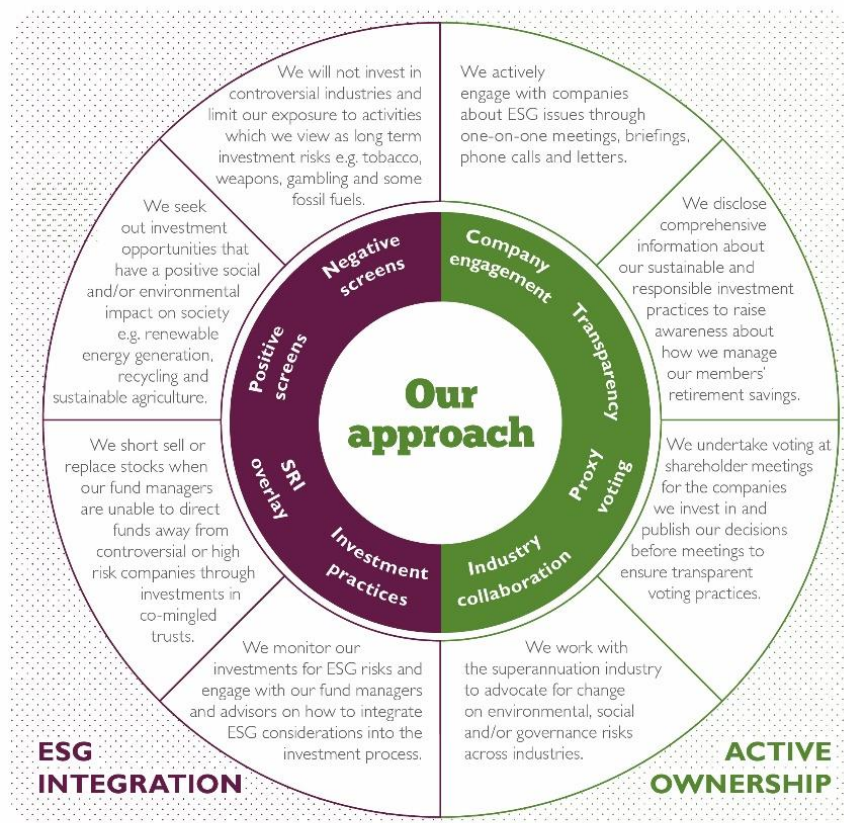 We will not invest in
controversial industries and
limit our exposure to activities
which we view as long term
investment risks e.g. tobacco,
weapons, gambling and some
fossil fuels.
We actively
engage with companies
about ESG issues through
one-on-one meetings, briefings,
phone calls and letters.
We disclose
comprehensive
information about
our sustainable and
responsible investment
practices to raise
awareness about
how we manage
our members'
retirement savings.
We undertake voting at
shareholder meetings
for the companies
we invest in and
publish our decisions
before meetings to
ensure transparent
voting practices.
We work with
the superannuation industry
to advocate for change
on environmental, social
and/or governance risks
across industries.
We monitor our
investments for ESG risks and
engage with our fund managers
and advisors on how to integrate
ESG considerations into the
investment process.
We short sell or
replace stocks when
our fund managers
are unable to direct
funds away from
controversial or high
risk companies through
investments in
co-mingled
trusts.
We seek
out investment
opportunities that
have a positive social
and/or environmental
impact on society
e.g. renewable
energy generation,
recycling and
sustainable agriculture.
Negative
screens
Company
engagement
Transparency
Proxy
voting
Industry
collaboration
Investment
practices
SRI
overlay
Positive
screens
Our
approach
ESG
INTEGRATION
ACTIVE
OWNERSHIP